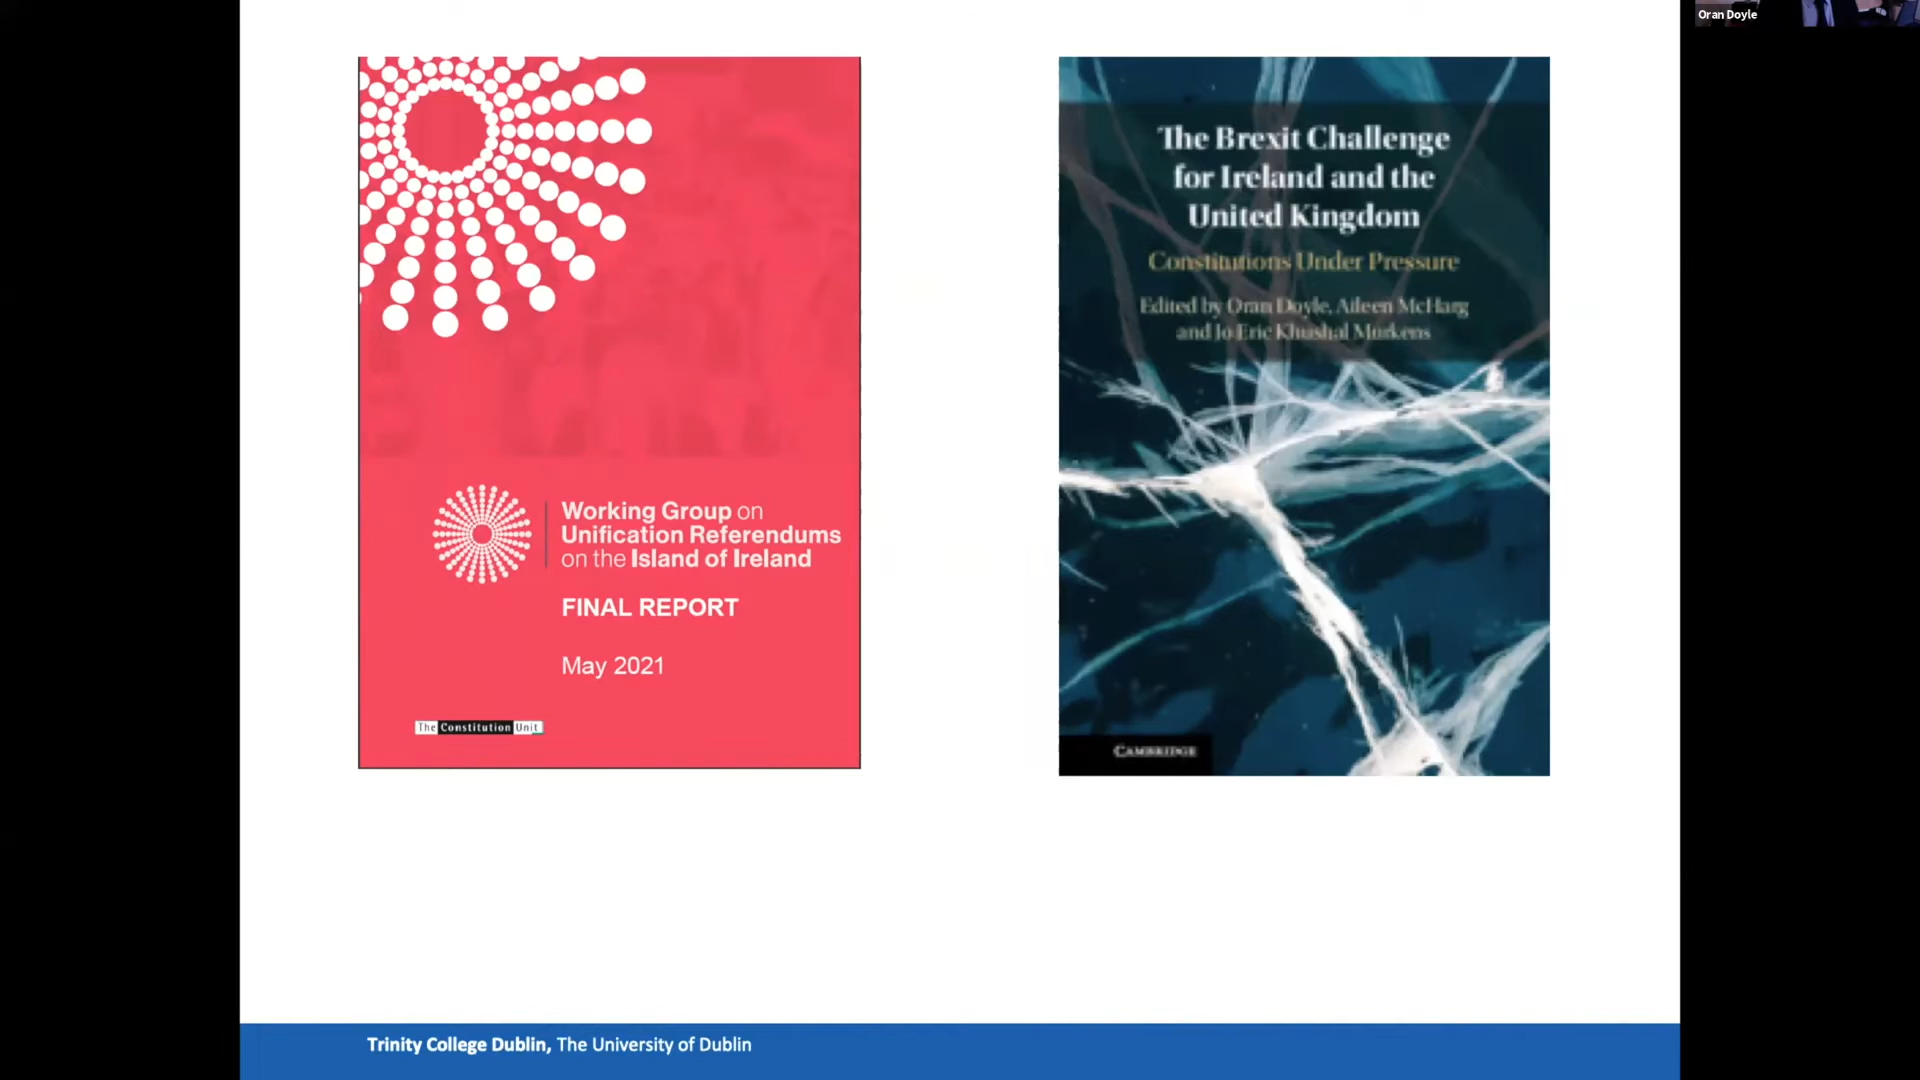 Oran Doyle
Working Group on
Unification Referendums
on the Island of Ireland
FINAL REPORT
May 2021
The Constitution Unit
The Brexit Challenge
for Ireland and the
United Kingdom
Constitutions Under Pressure
Edited by Oran Doyle, Aileen McHarg
and Jo Eric Khushal Murkens
CAMBRIDGE
Trinity College Dublin, The University of Dublin